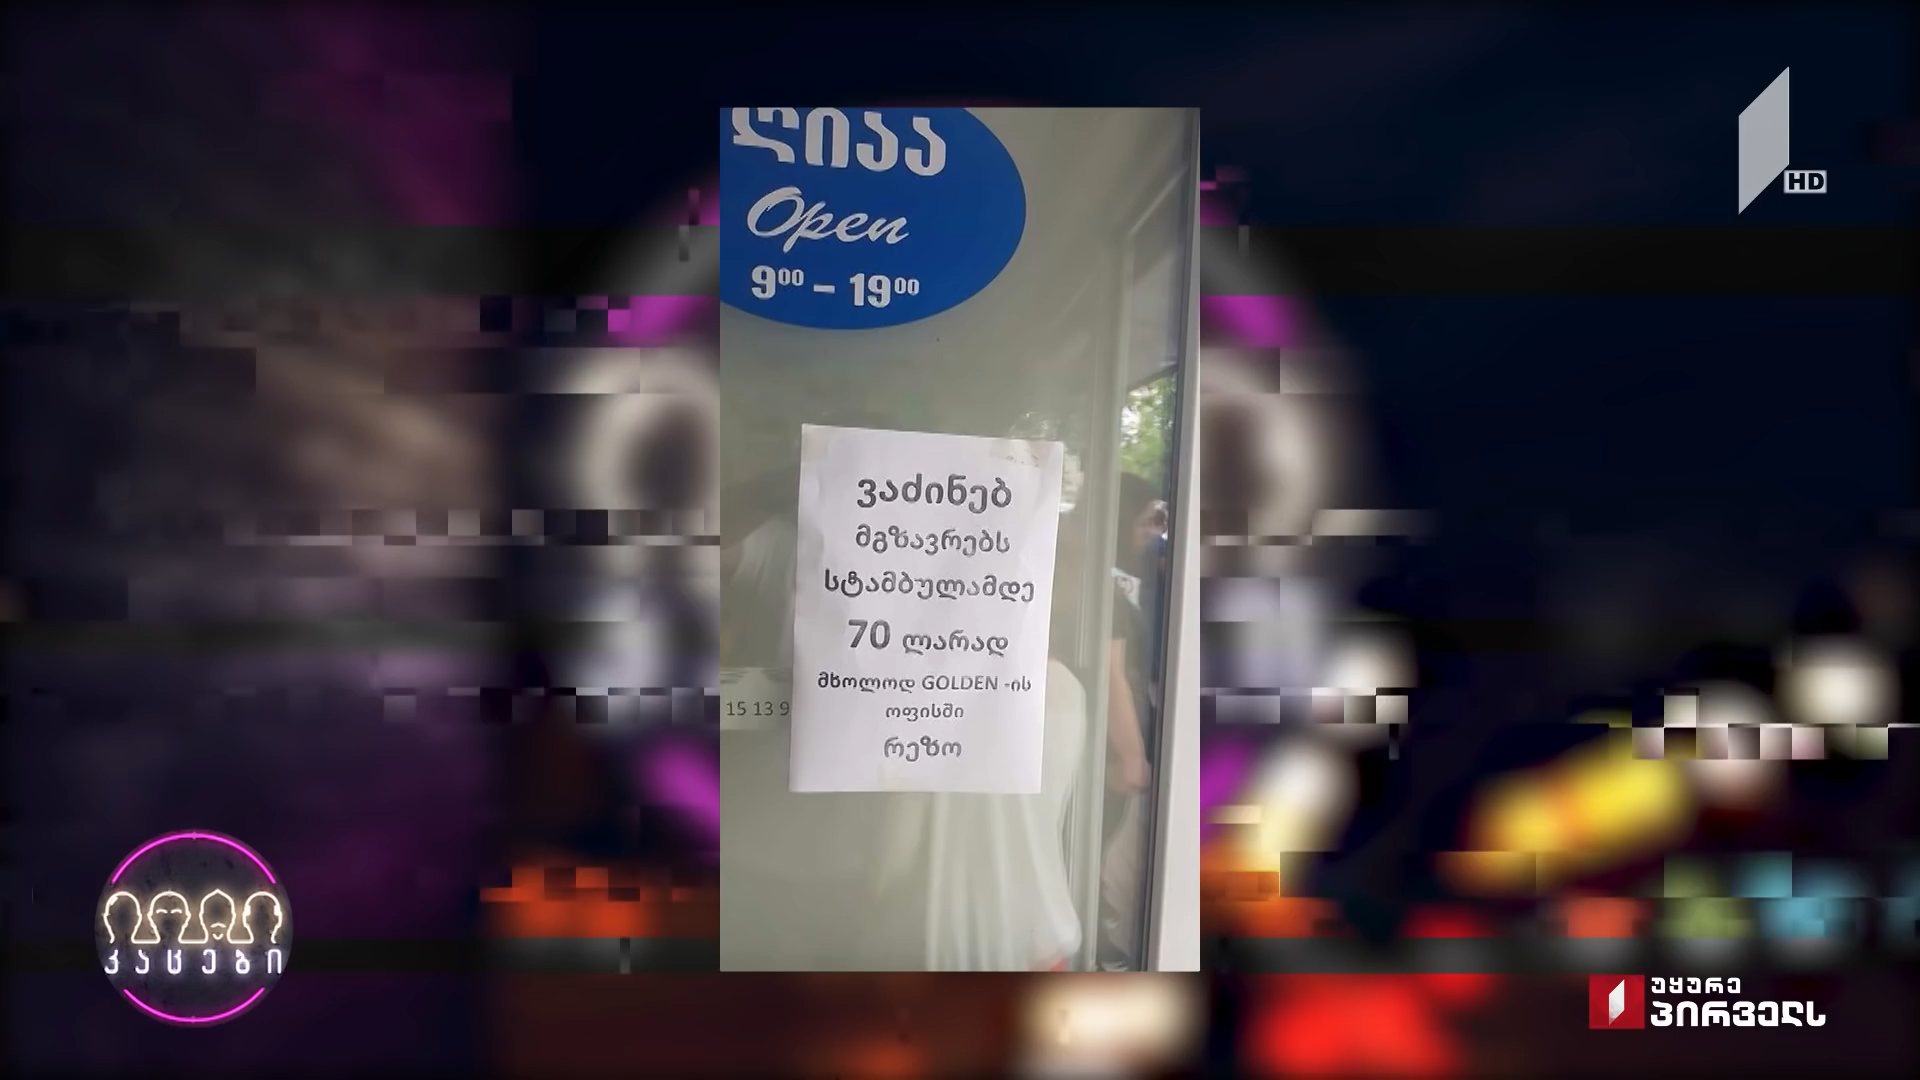 ღიაა
Open
9⁰⁰ – 19⁰⁰
ვაძინებ
მგზავრებს
სტამბულამდე
70 ლარად
მხოლოდ GOLDEN -ის
ოფისში
რეზო
15 13 9
HD
კაცები
უყურე
პირველს